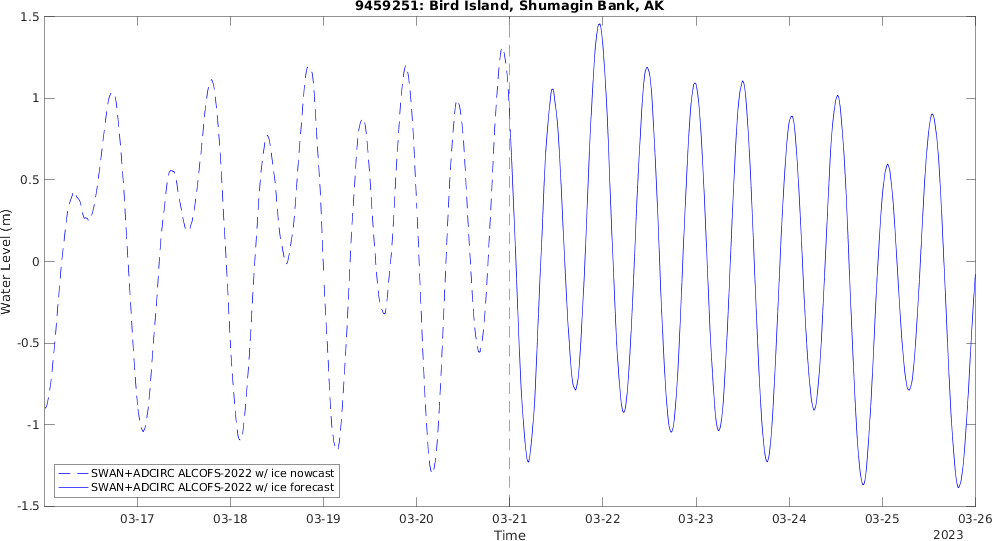 9459251: Bird Island, Shumagin Bank, AK
1.5
1
0.5
0
-0.5
-1
-1.5
Water Level (m)
SWAN+ADCIRC ALCOFS-2022 w/ ice nowcast
SWAN+ADCIRC ALCOFS-2022 w/ ice forecast
03-17 03-18 03-19 03-20 03-21 03-22 03-23 03-24 03-25 03-26
Time
2023